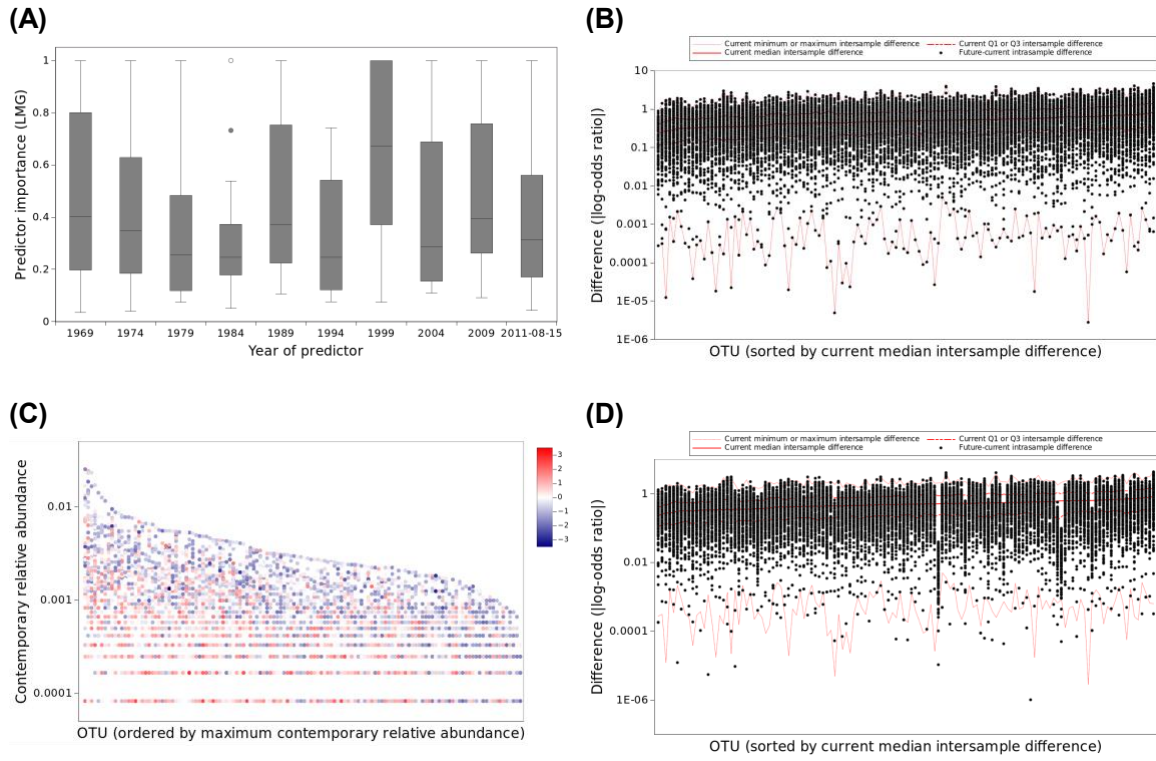 (A)
Predictor importance (LMG)
1
0.8
0.6
0.4
0.2
0
1969 1974 1979 1984 1989 1994 1999 2004 2009 2011-08-15
Year of predictor
(B)
Current minimum or maximum intersample difference Current Q1 or Q3 intersample difference
Current median intersample difference Future-current intrasample difference
Difference (|log-odds ratio|)
10
1
0.1
0.01
0.001
0.0001
1E-05
1E-06
OTU (sorted by current median intersample difference)
(C)
Contemporary relative abundance
0.01
0.001
0.0001
3
2
1
0
−1
−2
−3
OTU (ordered by maximum contemporary relative abundance)
(D)
Current minimum or maximum intersample difference Current Q1 or Q3 intersample difference
Current median intersample difference Future-current intrasample difference
Difference (|log-odds ratio|)
1
0.01
0.0001
1E-06
OTU (sorted by current median intersample difference)